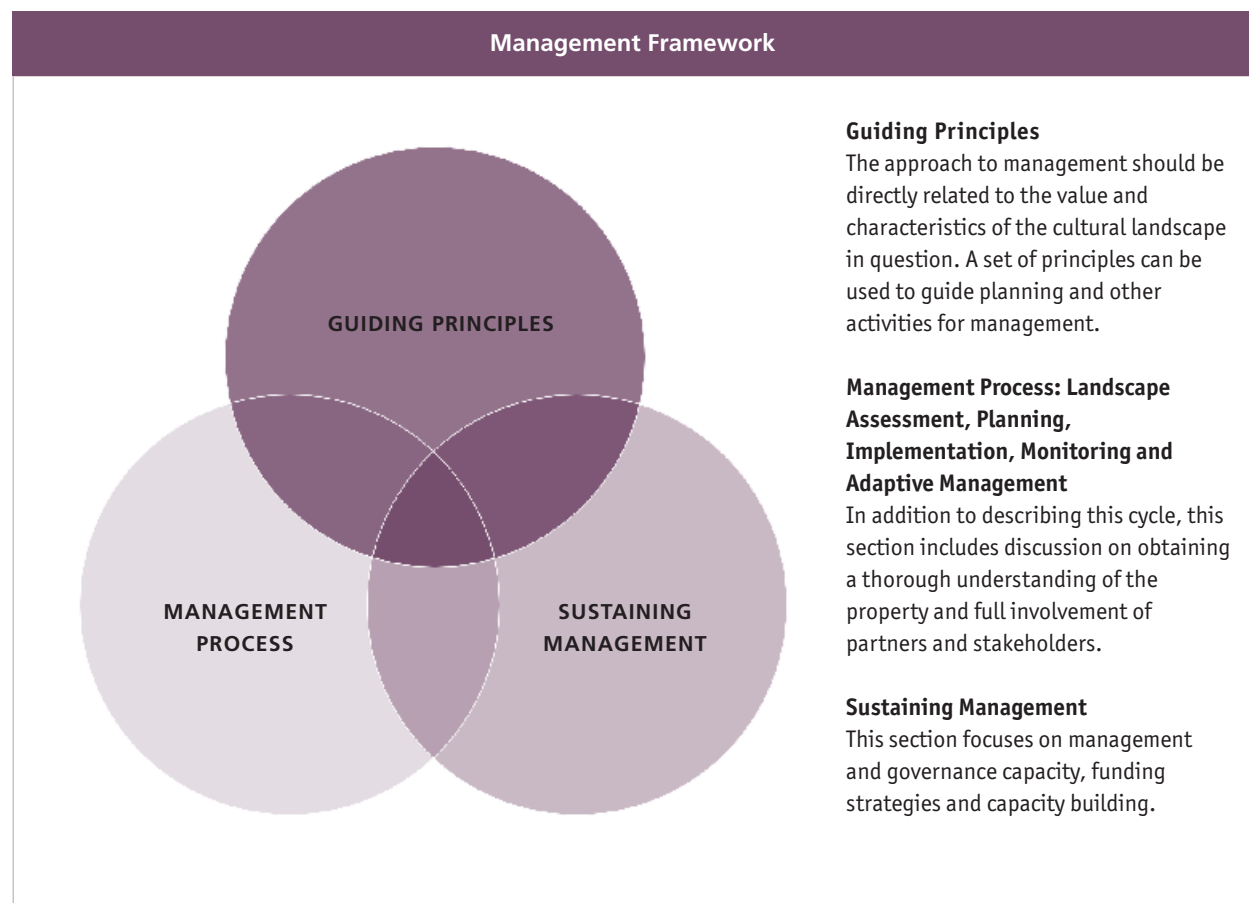 Management Framework
GUIDING PRINCIPLES
MANAGEMENT
PROCESS
SUSTAINING
MANAGEMENT
Guiding Principles
The approach to management should be
directly related to the value and
characteristics of the cultural landscape
in question. A set of principles can be
used to guide planning and other
activities for management.
Management Process: Landscape
Assessment, Planning,
Implementation, Monitoring and
Adaptive Management
In addition to describing this cycle, this
section includes discussion on obtaining
a thorough understanding of the
property and full involvement of
partners and stakeholders.
Sustaining Management
This section focuses on management
and governance capacity, funding
strategies and capacity building.